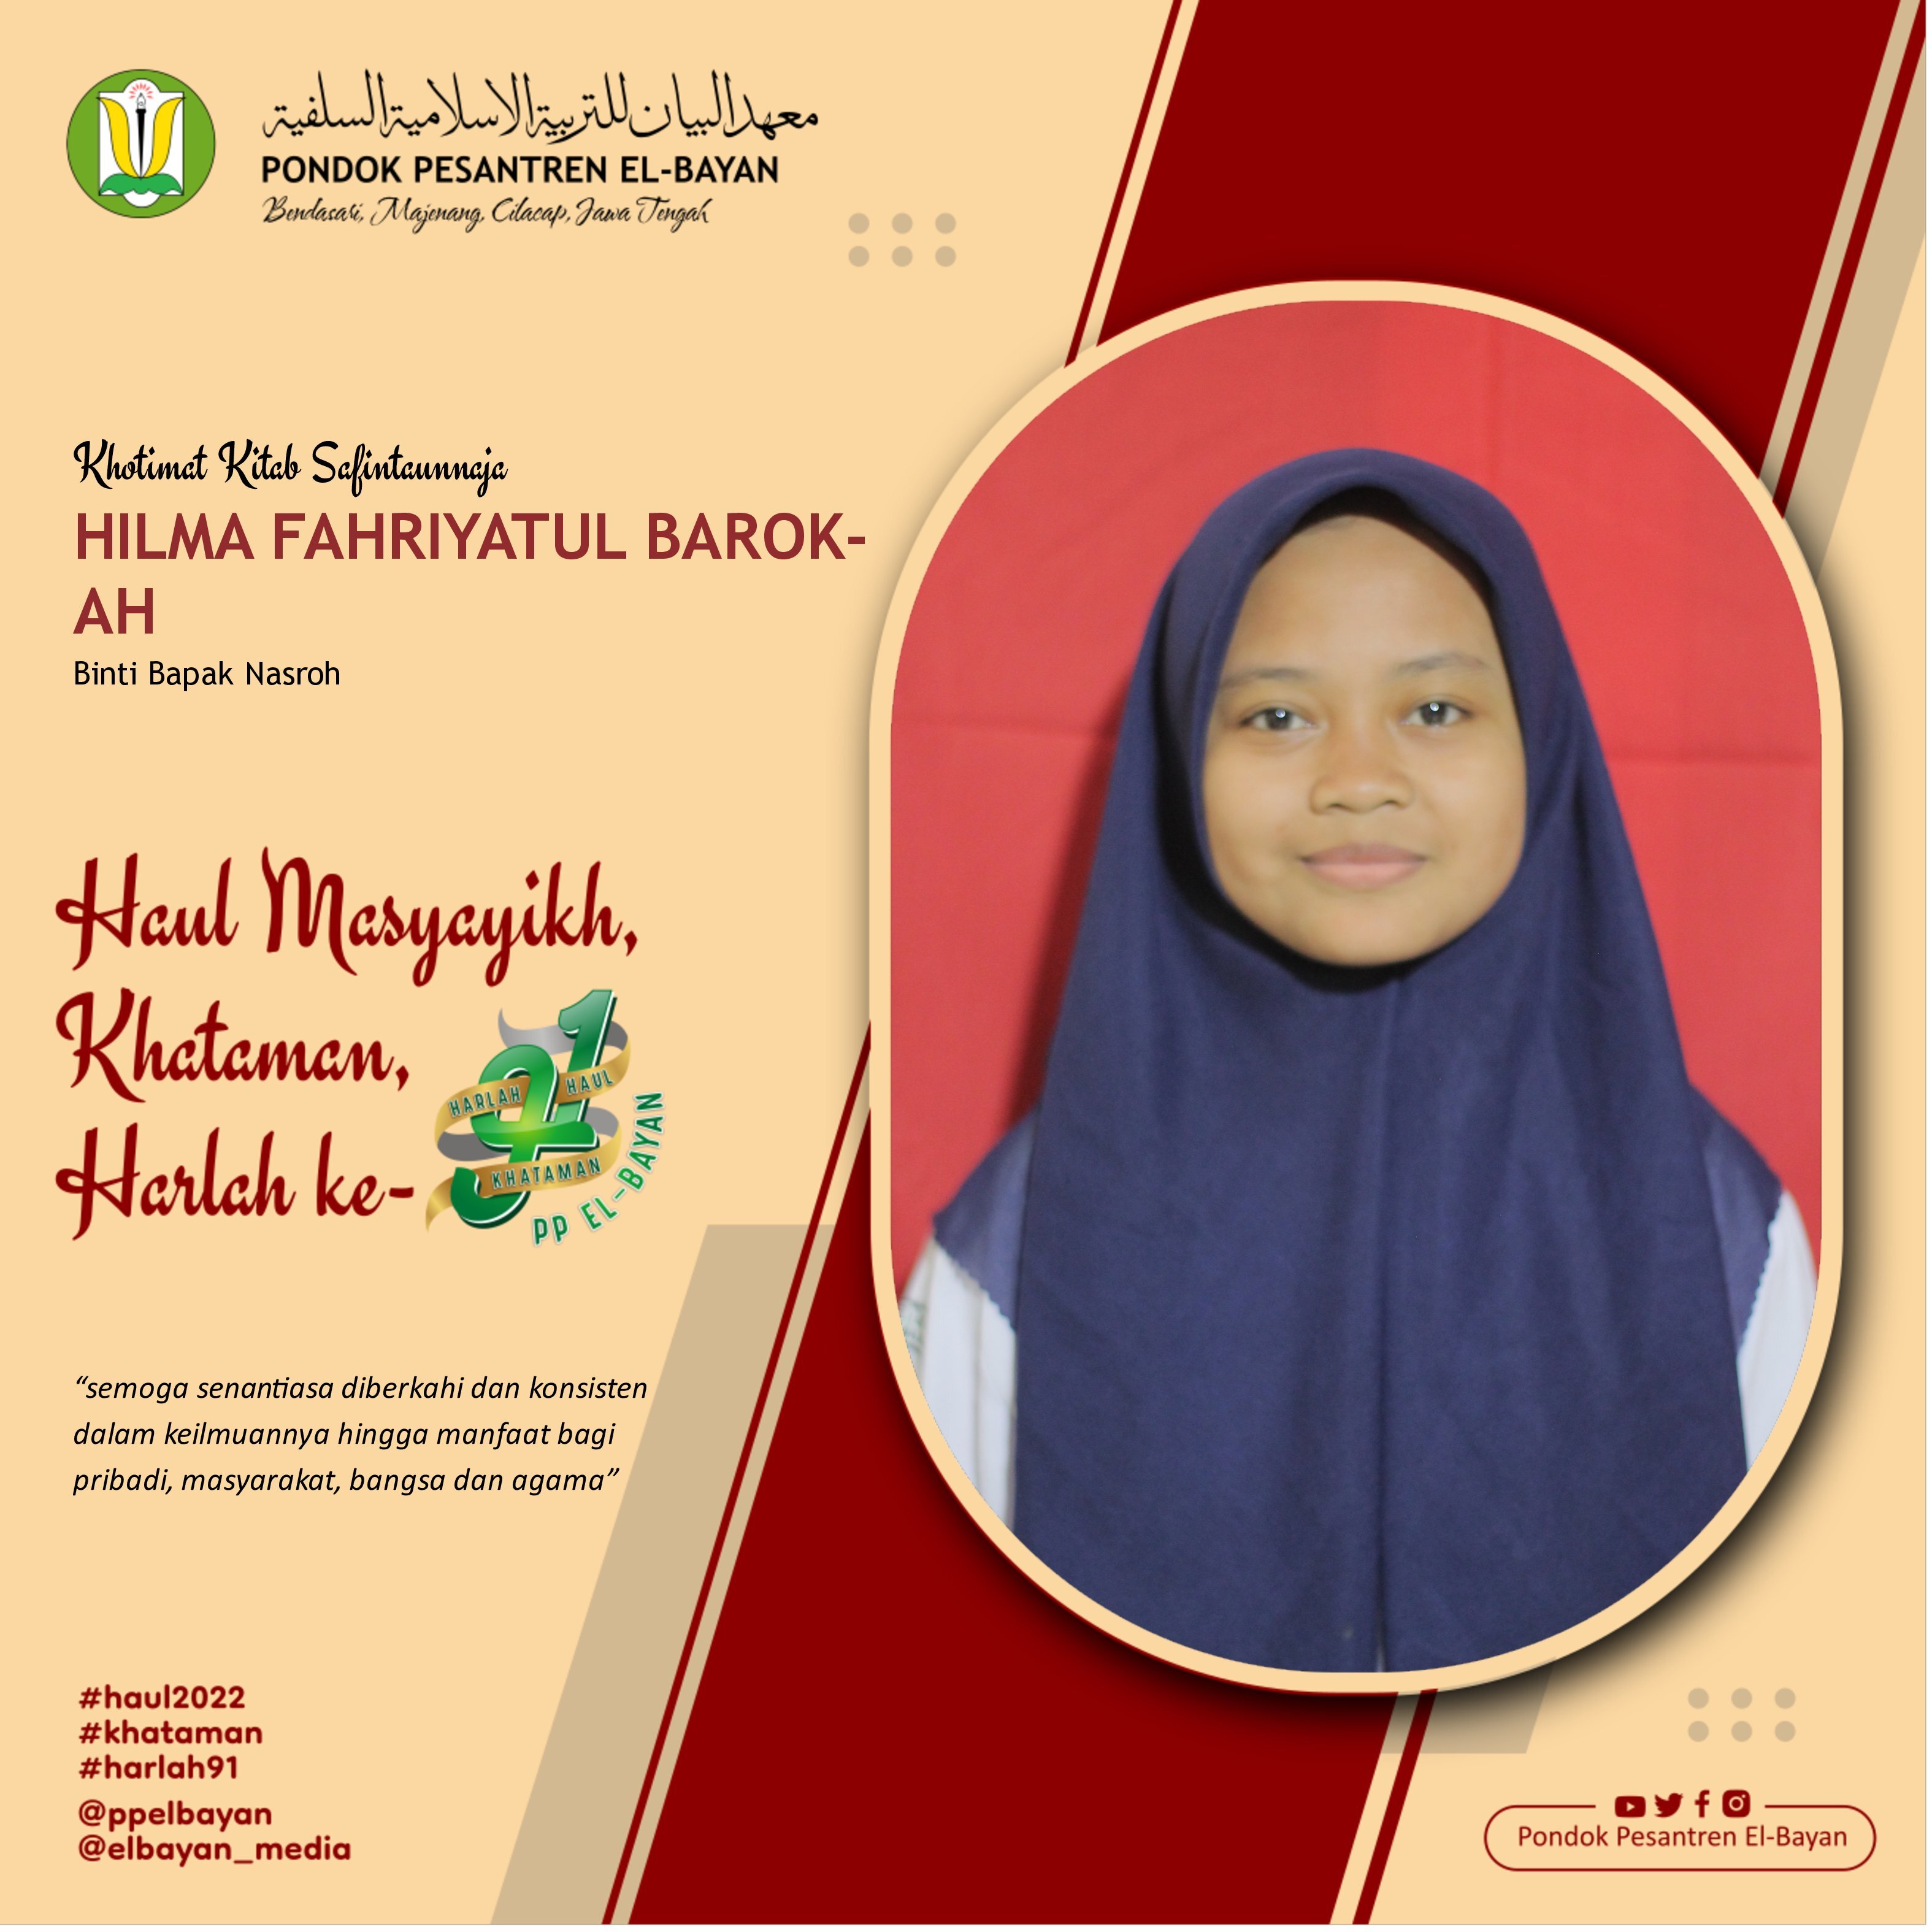 معهد البيان للتربية الاسلامية السلفية
PONDOK PESANTREN EL-BAYAN
Bendasari, Majenang, Cilacap, Jawa Tengah
Khotimat Kitab Safintaunnaja
HILMA FAHRIYATUL BAROK-
AH
Binti Bapak Nasroh
Haul Masyayikh,
Khataman,
Harlah ke-
91
HARLAH HAUL
KHATAMAN
PP EL-BAYAN
“semoga senantiasa diberkahi dan konsisten
dalam keilmuannya hingga manfaat bagi
pribadi, masyarakat, bangsa dan agama”
#haul2022
#khataman
#harlah91
@ppelbayan
@elbayan_media
Pondok Pesantren El-Bayan